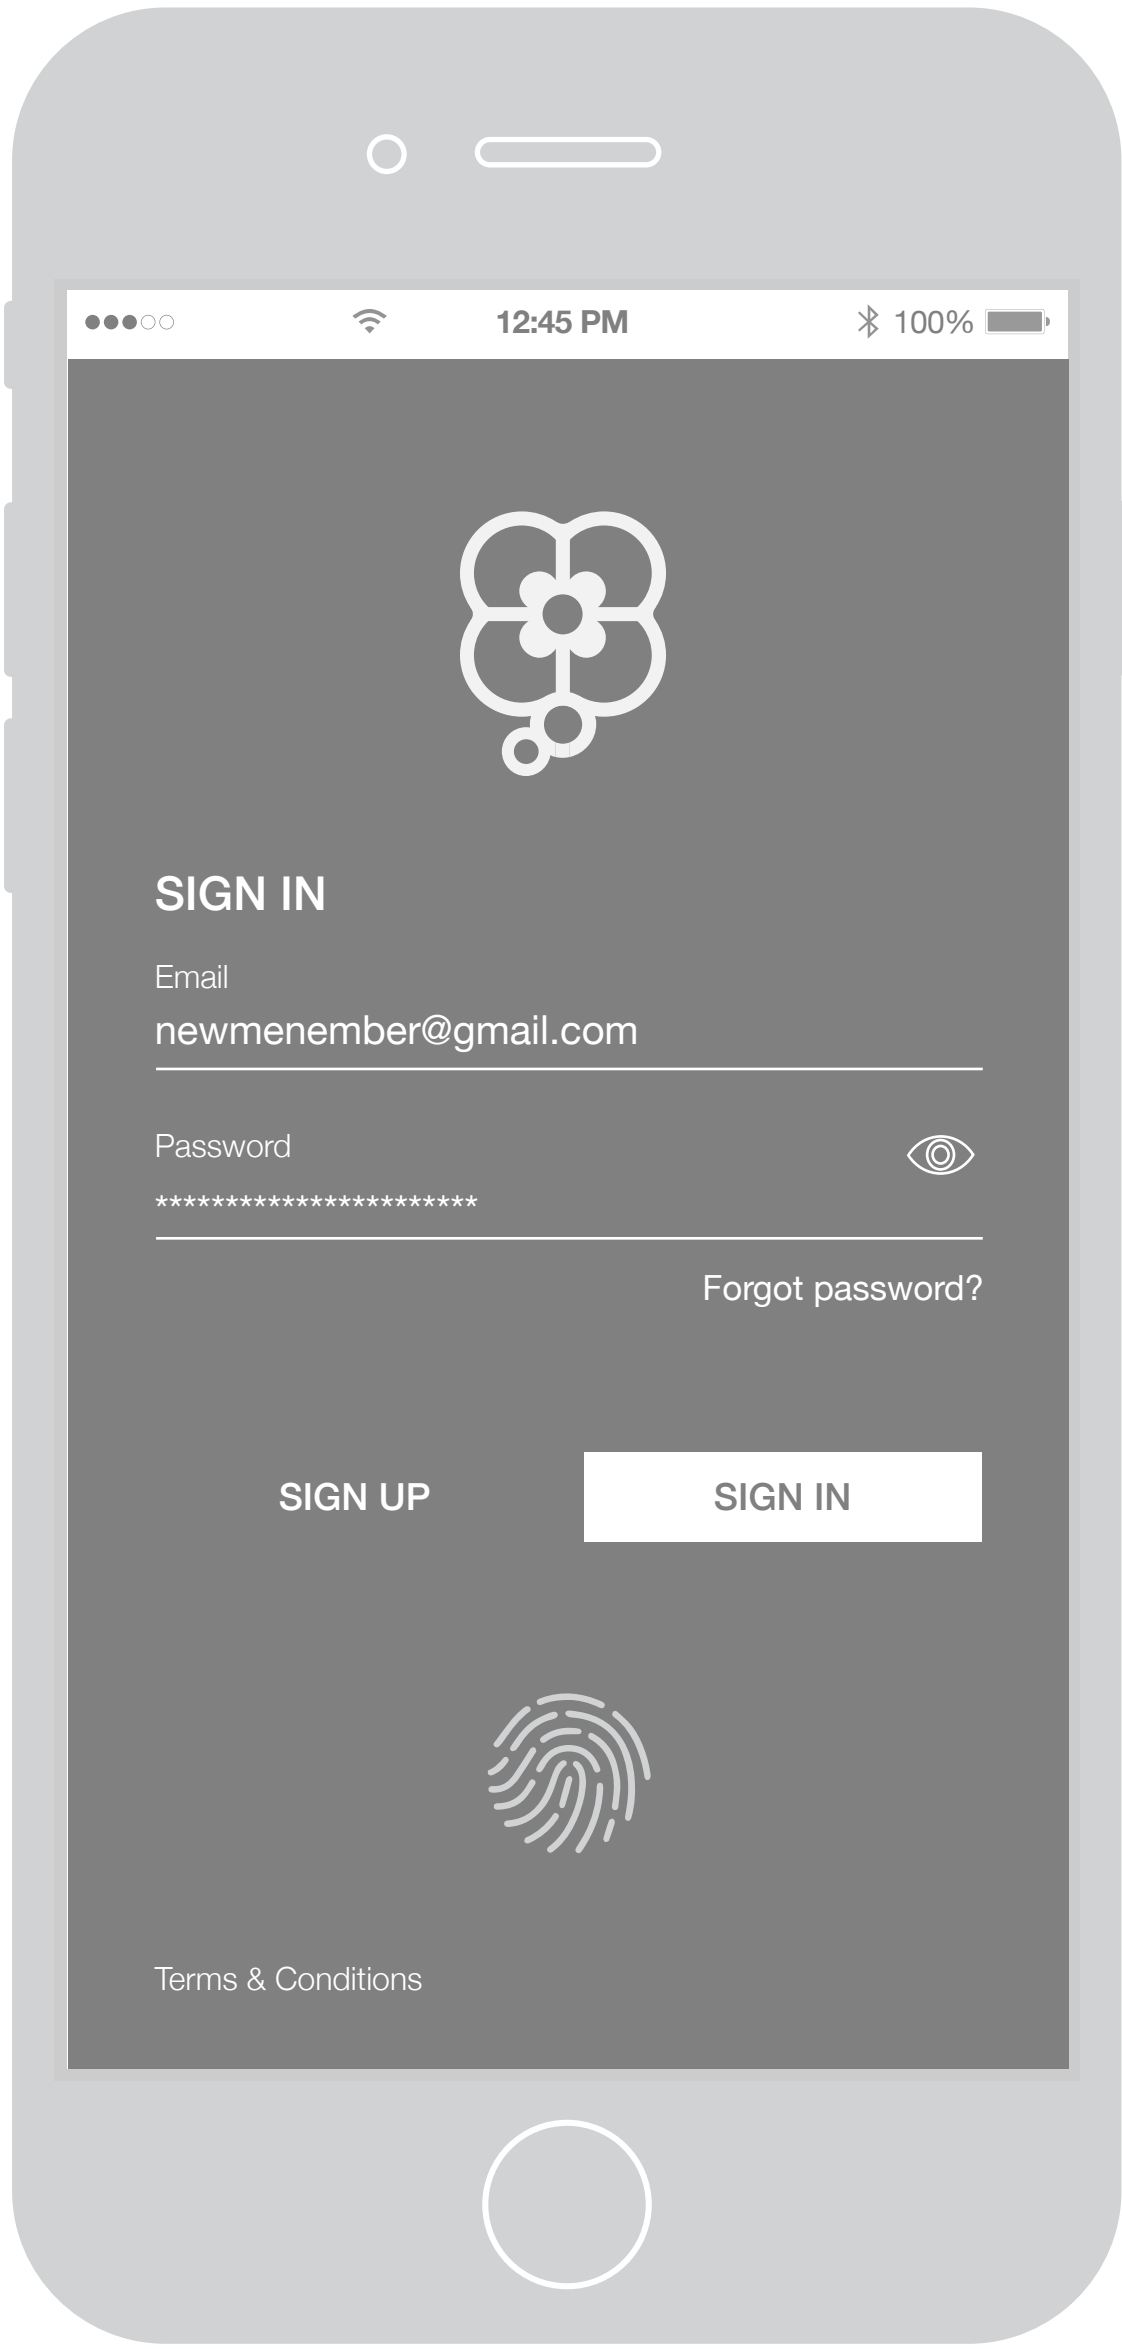 12:45 PM 100%
SIGN IN
Email
newmenember@gmail.com
Password
***********************
Forgot password?
SIGN UP SIGN IN
Terms & Conditions